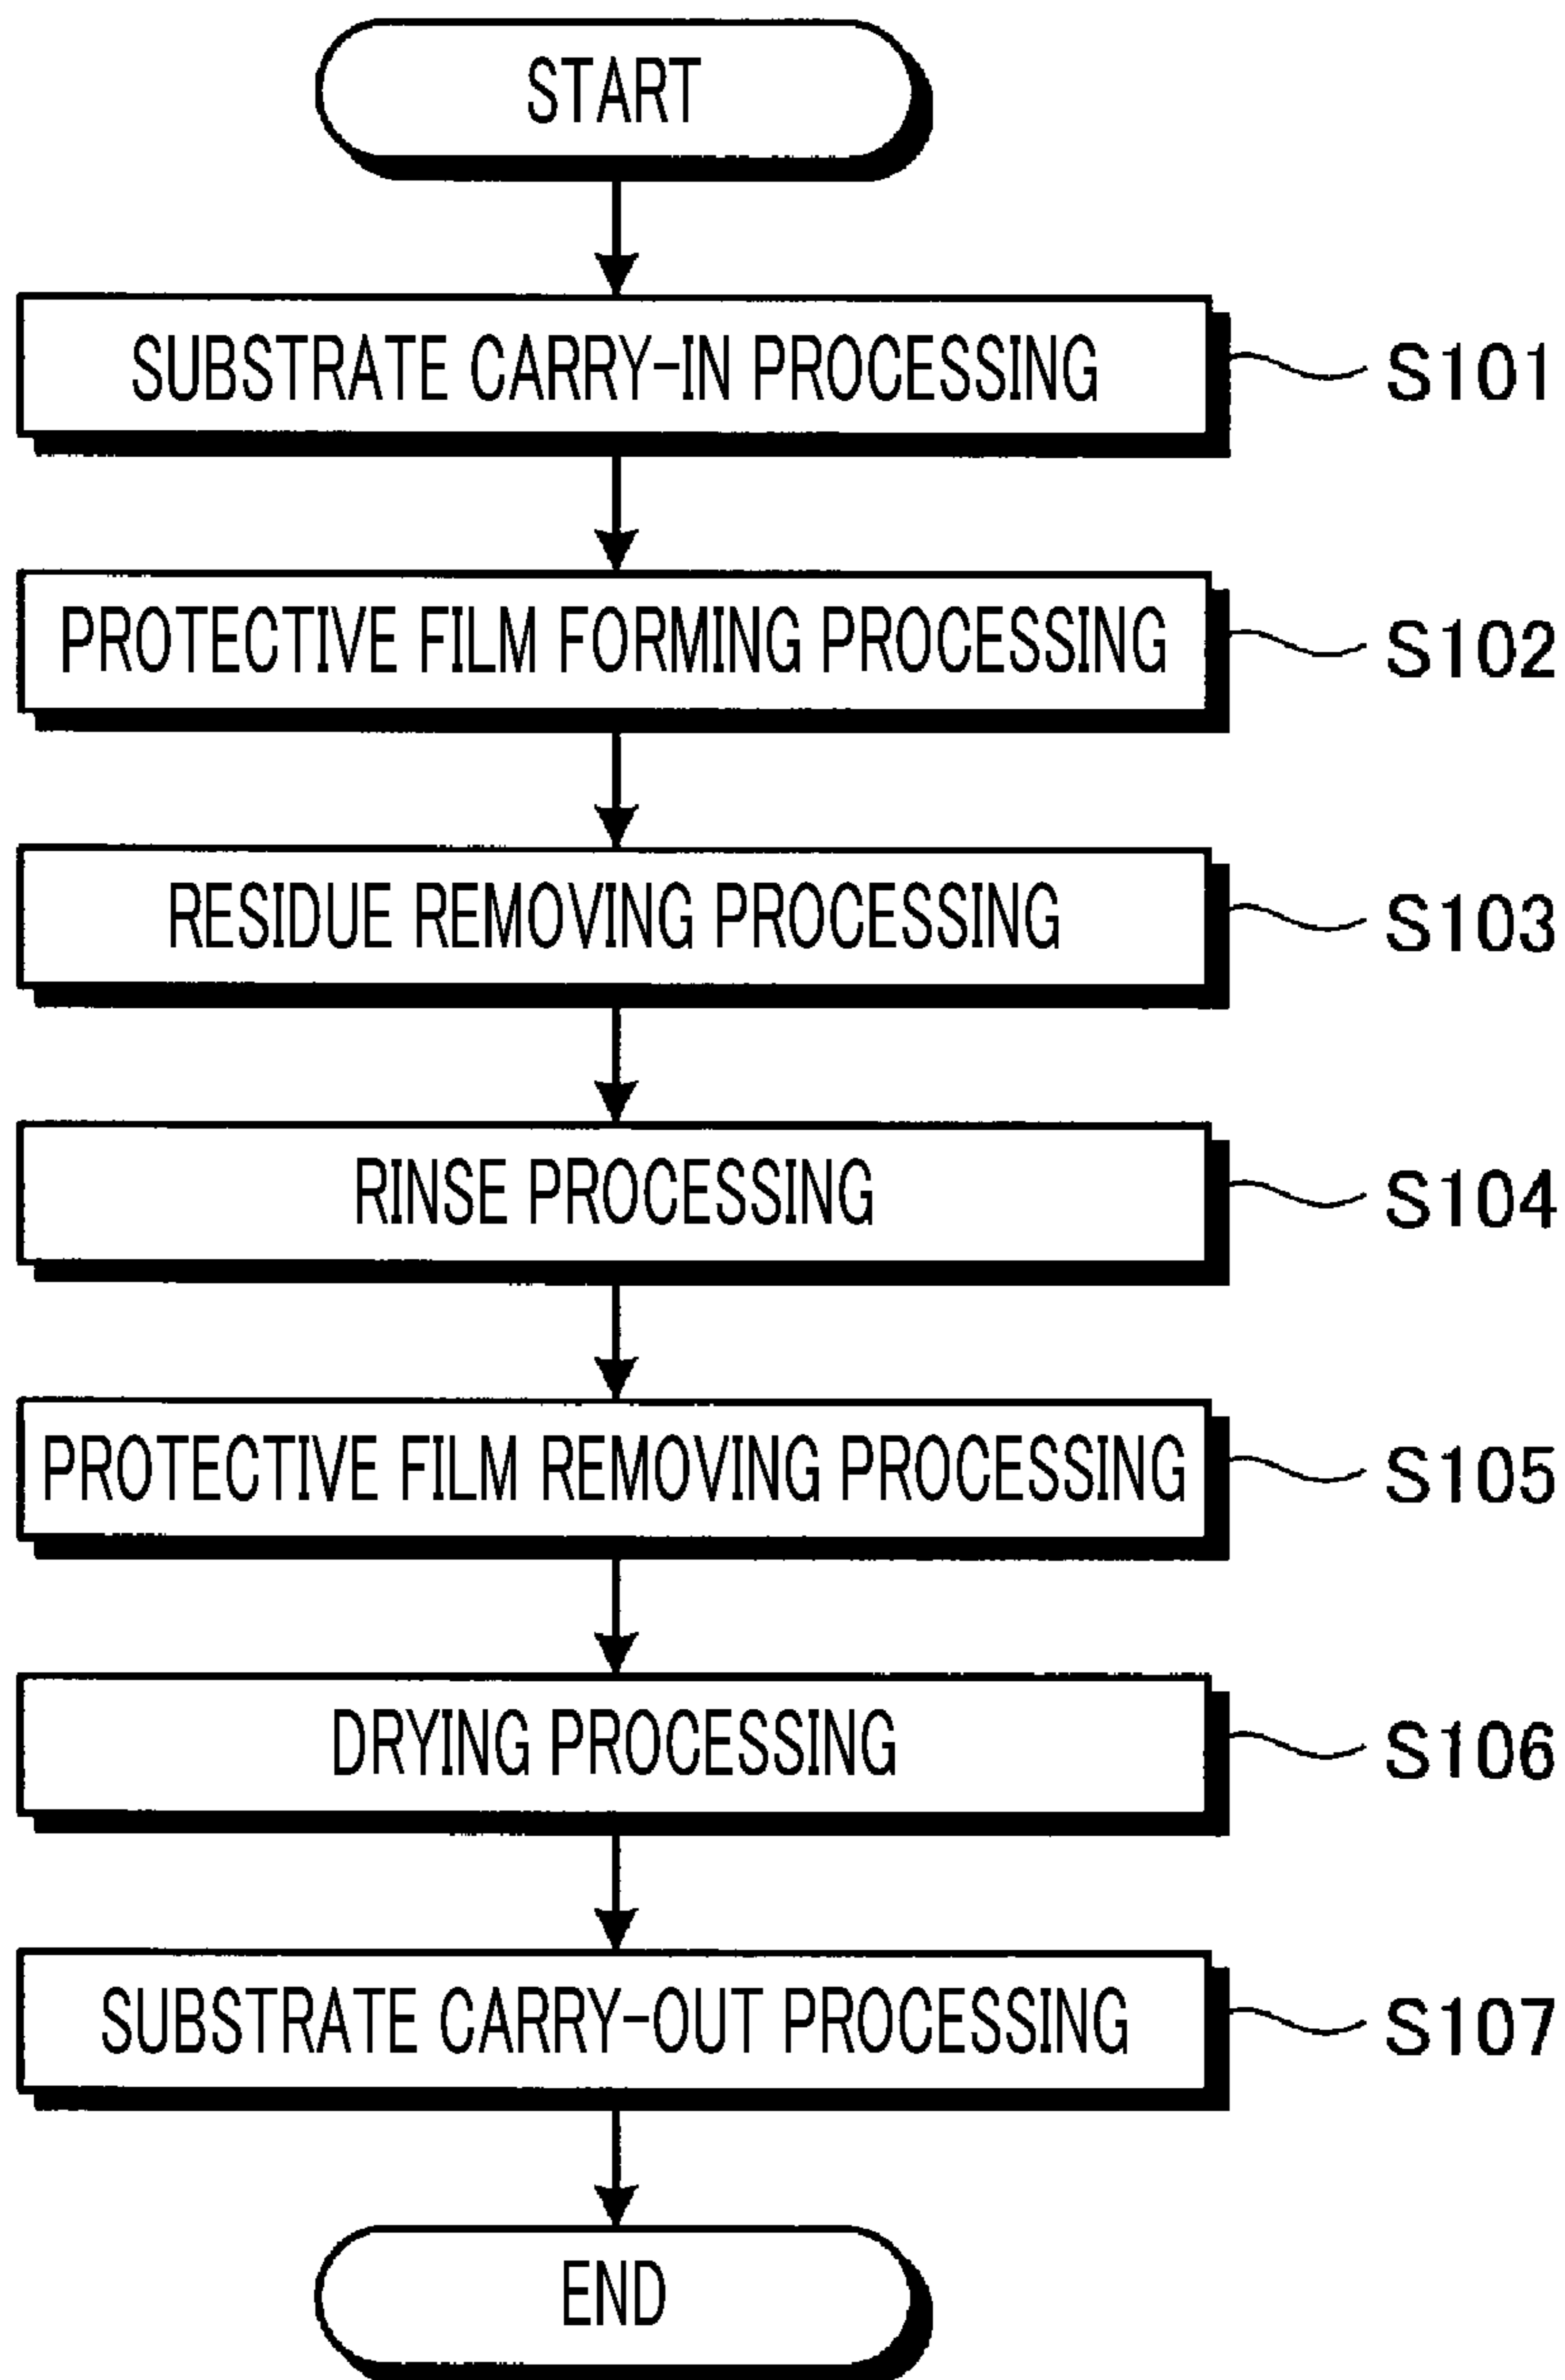 START
SUBSTRATE CARRY-IN PROCESSING S101
PROTECTIVE FILM FORMING PROCESSING S102
RESIDUE REMOVING PROCESSING S103
RINSE PROCESSING S104
PROTECTIVE FILM REMOVING PROCESSING S105
DRYING PROCESSING S106
SUBSTRATE CARRY-OUT PROCESSING S107
END